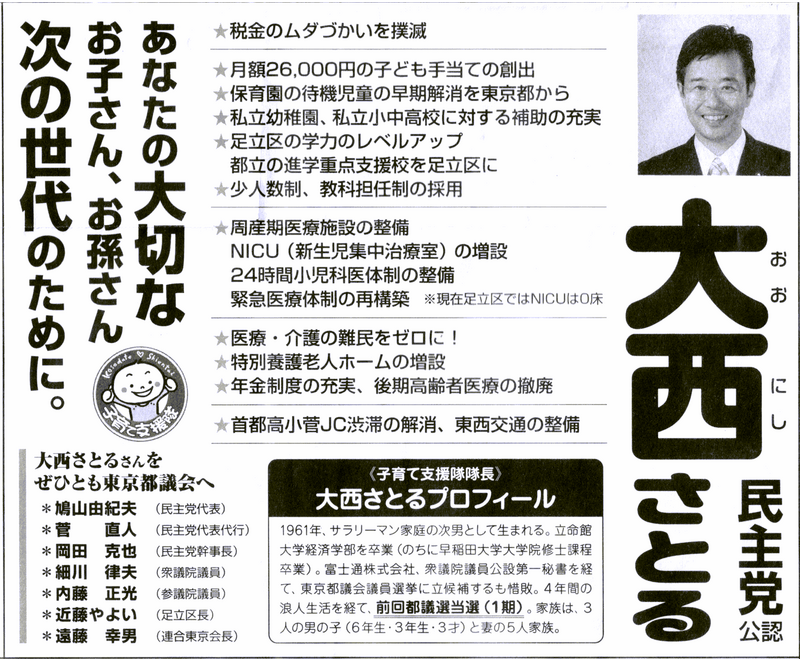 大西さとる
おおにし
民主党
公認
あなたの大切な
お子さん、お孫さん
次の世代のために。
★税金のムダづかいを撲滅
★月額26,000円の子ども手当ての創出
★保育園の待機児童の早期解消を東京都から
★私立幼稚園、私立小中高校に対する補助の充実
★足立区の学力のレベルアップ
都立の進学重点支援校を足立区に
★少人数制、教科担任制の採用
★周産期医療施設の整備
NICU（新生児集中治療室）の増設
24時間小児科医体制の整備
緊急医療体制の再構築 ※現在足立区ではNICUは0床
★医療・介護の難民をゼロに！
★特別養護老人ホームの増設
★年金制度の充実、後期高齢者医療の撤廃
★首都高小菅JC渋滞の解消、東西交通の整備
Kosodate ♡ Shientai
子育て支援隊
大西さとるさんを
ぜひとも東京都議会へ
＊鳩山由紀夫（民主党代表）
＊菅 直人（民主党代表代行）
＊岡田 克也（民主党幹事長）
＊細川 律夫（衆議院議員）
＊内藤 正光（参議院議員）
＊近藤やよい（足立区長）
＊遠藤 幸男（連合東京会長）
《子育て支援隊隊長》
大西さとるプロフィール
1961年、サラリーマン家庭の次男として生まれる。立命館
大学経済学部を卒業（のちに早稲田大学大学院修士課程
卒業）。富士通株式会社、衆議院議員公設第一秘書を経
て、東京都議会議員選挙に立候補するも惜敗。4年間の
浪人生活を経て、前回都議選当選（1期）。家族は、3
人の男の子（6年生・3年生・3才）と妻の5人家族。